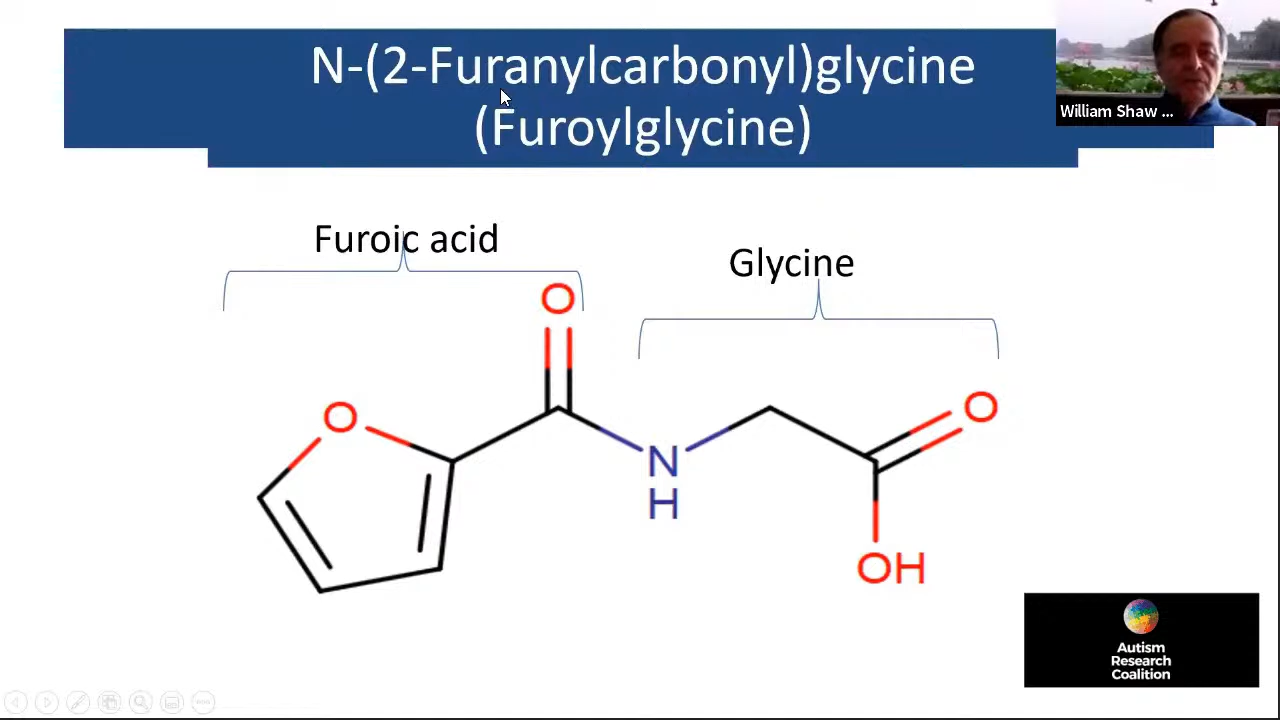 N-(2-Furanylcarbonyl)glycine
(Furoylglycine)
William Shaw ...
Furoic acid
Glycine
O
O
O
N
H
OH
Autism
Research
Coalition